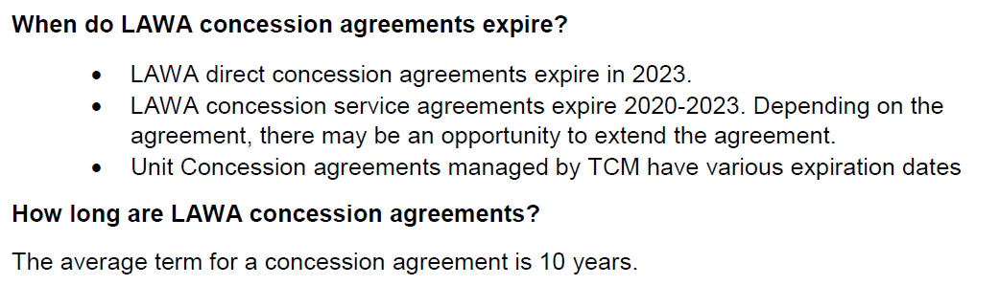 When do LAWA concession agreements expire?
• LAWA direct concession agreements expire in 2023.
• LAWA concession service agreements expire 2020-2023. Depending on the
agreement, there may be an opportunity to extend the agreement.
• Unit Concession agreements managed by TCM have various expiration dates
How long are LAWA concession agreements?
The average term for a concession agreement is 10 years.